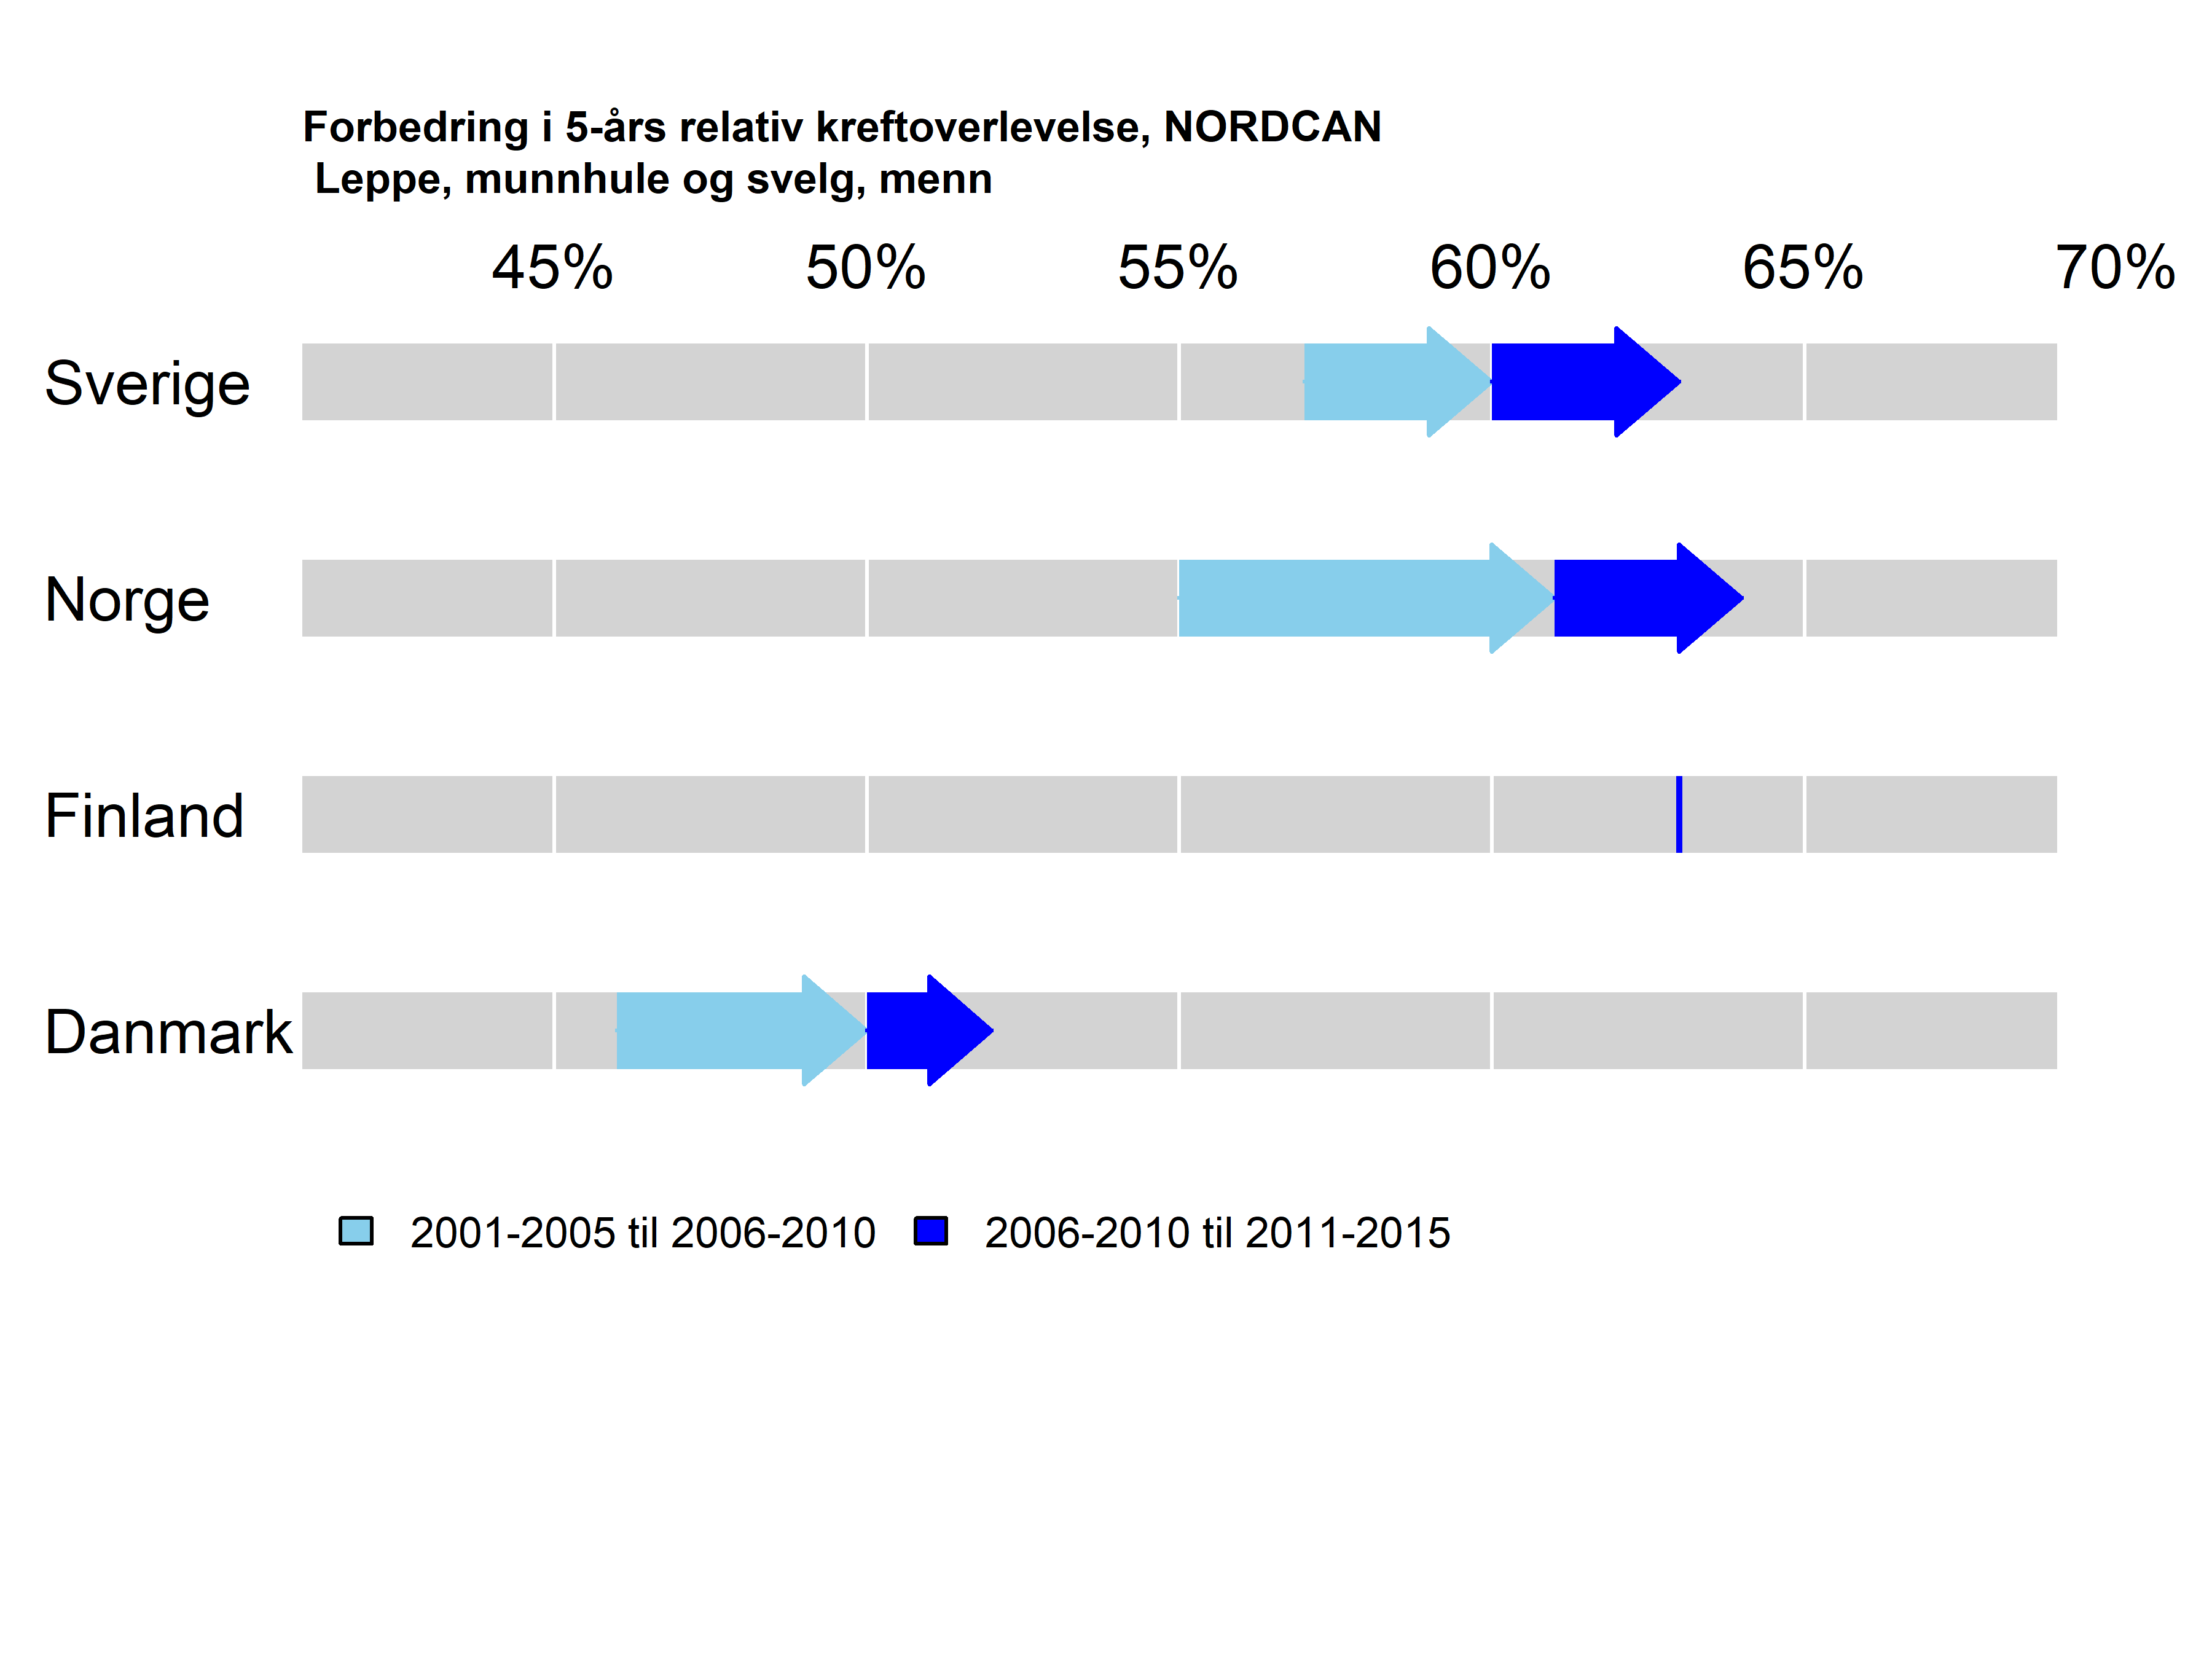 Forbedring i 5-års relativ kreftoverlevelse, NORDCAN
Leppe, munnhule og svelg, menn
45% 50% 55% 60% 65% 70%
Sverige
Norge
Finland
Danmark
2001-2005 til 2006-2010 2006-2010 til 2011-2015